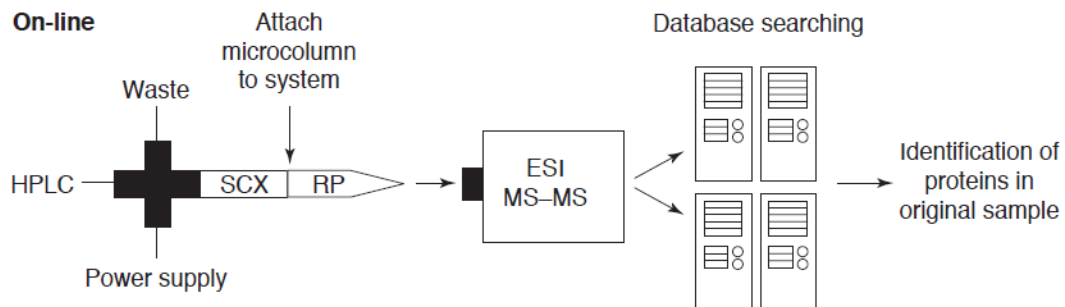 On-line
Attach
microcolumn
to system
Database searching
Waste
HPLC
SCX
RP
ESI
MS–MS
Identification of
proteins in
original sample
Power supply